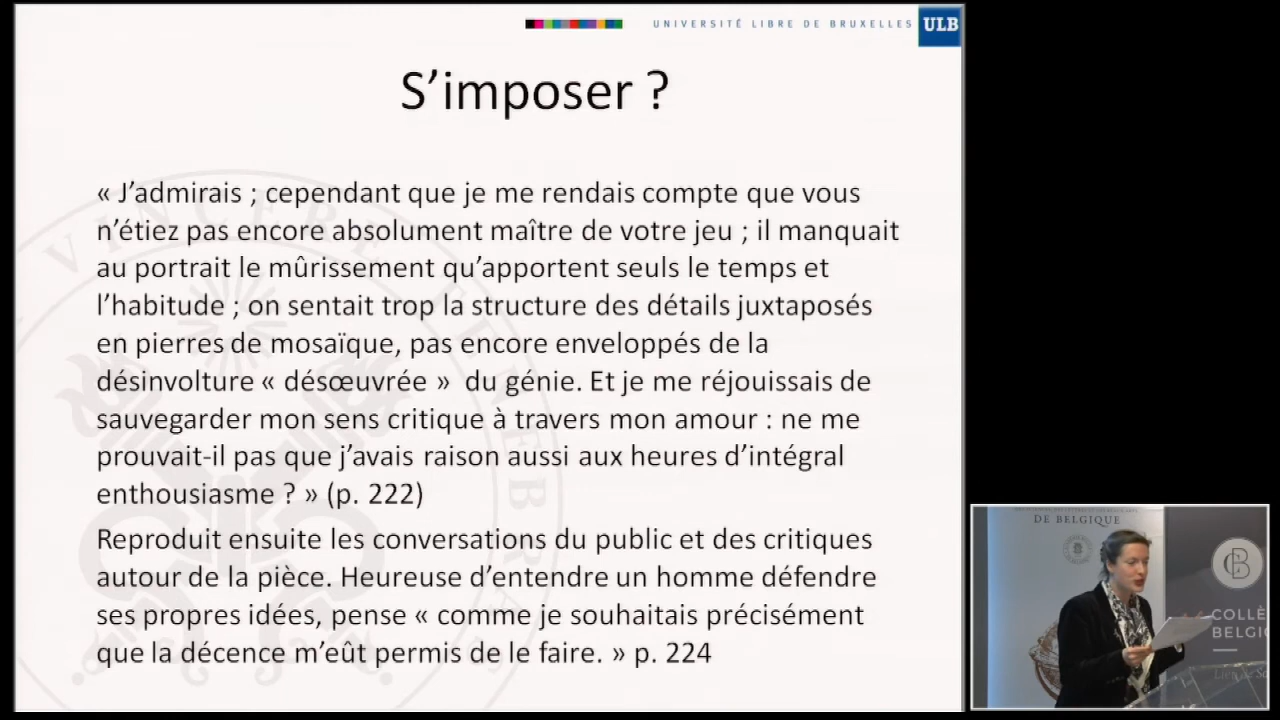 UNIVERSITÉ LIBRE DE BRUXELLES ULB
S’imposer ?
« J’admirais ; cependant que je me rendais compte que vous
n’étiez pas encore absolument maître de votre jeu ; il manquait
au portrait le mûrissement qu’apportent seuls le temps et
l’habitude ; on sentait trop la structure des détails juxtaposés
en pierres de mosaïque, pas encore enveloppés de la
désinvolture « désœuvrée »  du génie. Et je me réjouissais de
sauvegarder mon sens critique à travers mon amour : ne me
prouvait-il pas que j’avais raison aussi aux heures d’intégral
enthousiasme ? » (p. 222)
Reproduit ensuite les conversations du public et des critiques
autour de la pièce. Heureuse d’entendre un homme défendre
ses propres idées, pense « comme je souhaitais précisément
que la décence m’eût permis de le faire. » p. 224
VINCERE
DE BELGIQUE
CB
COLLÈ
BELGI